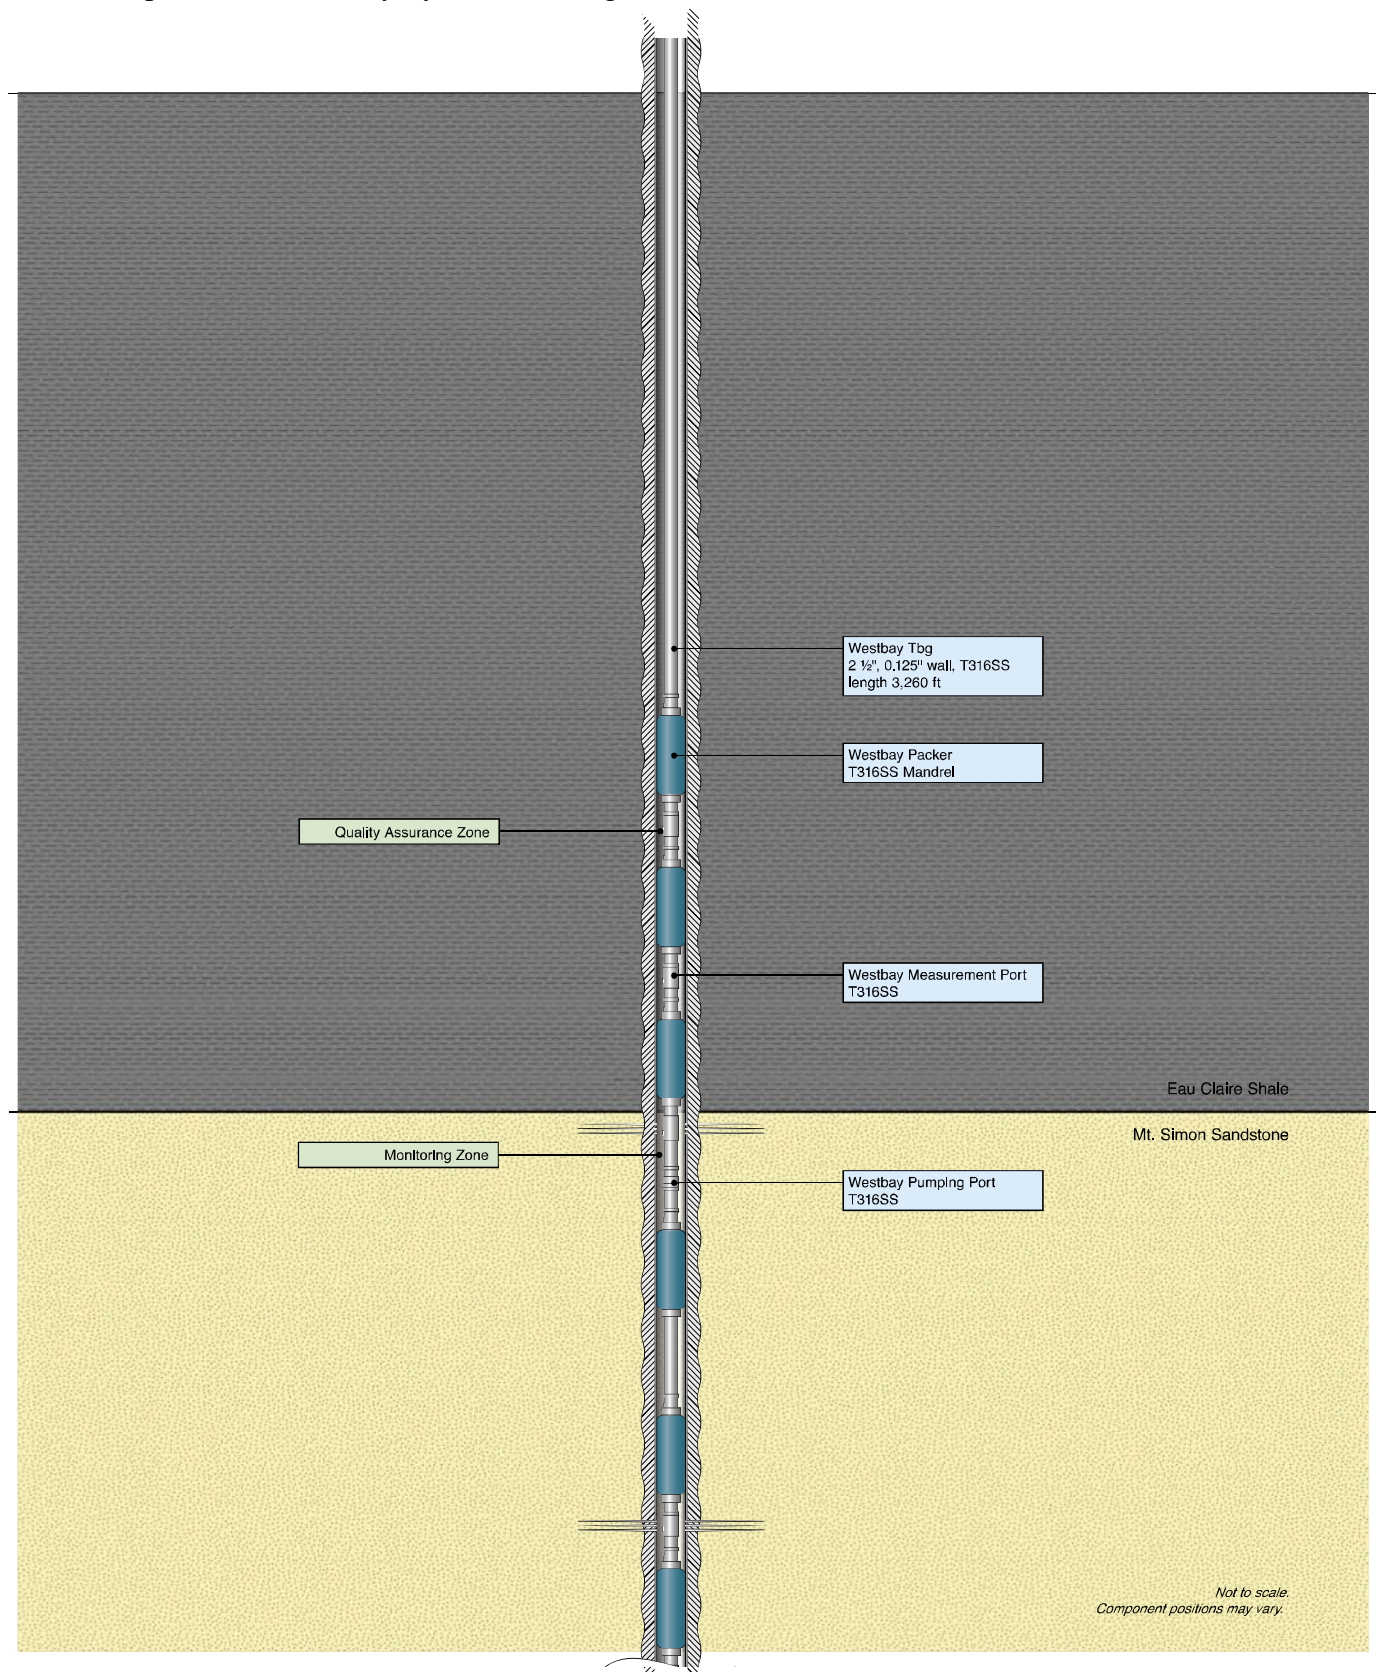 Westbay Tbg
2 ½", 0.125" wall, T316SS
length 3,260 ft
Westbay Packer
T316SS Mandrel
Quality Assurance Zone
Westbay Measurement Port
T316SS
Eau Claire Shale
Mt. Simon Sandstone
Monitoring Zone
Westbay Pumping Port
T316SS
Not to scale.
Component positions may vary.